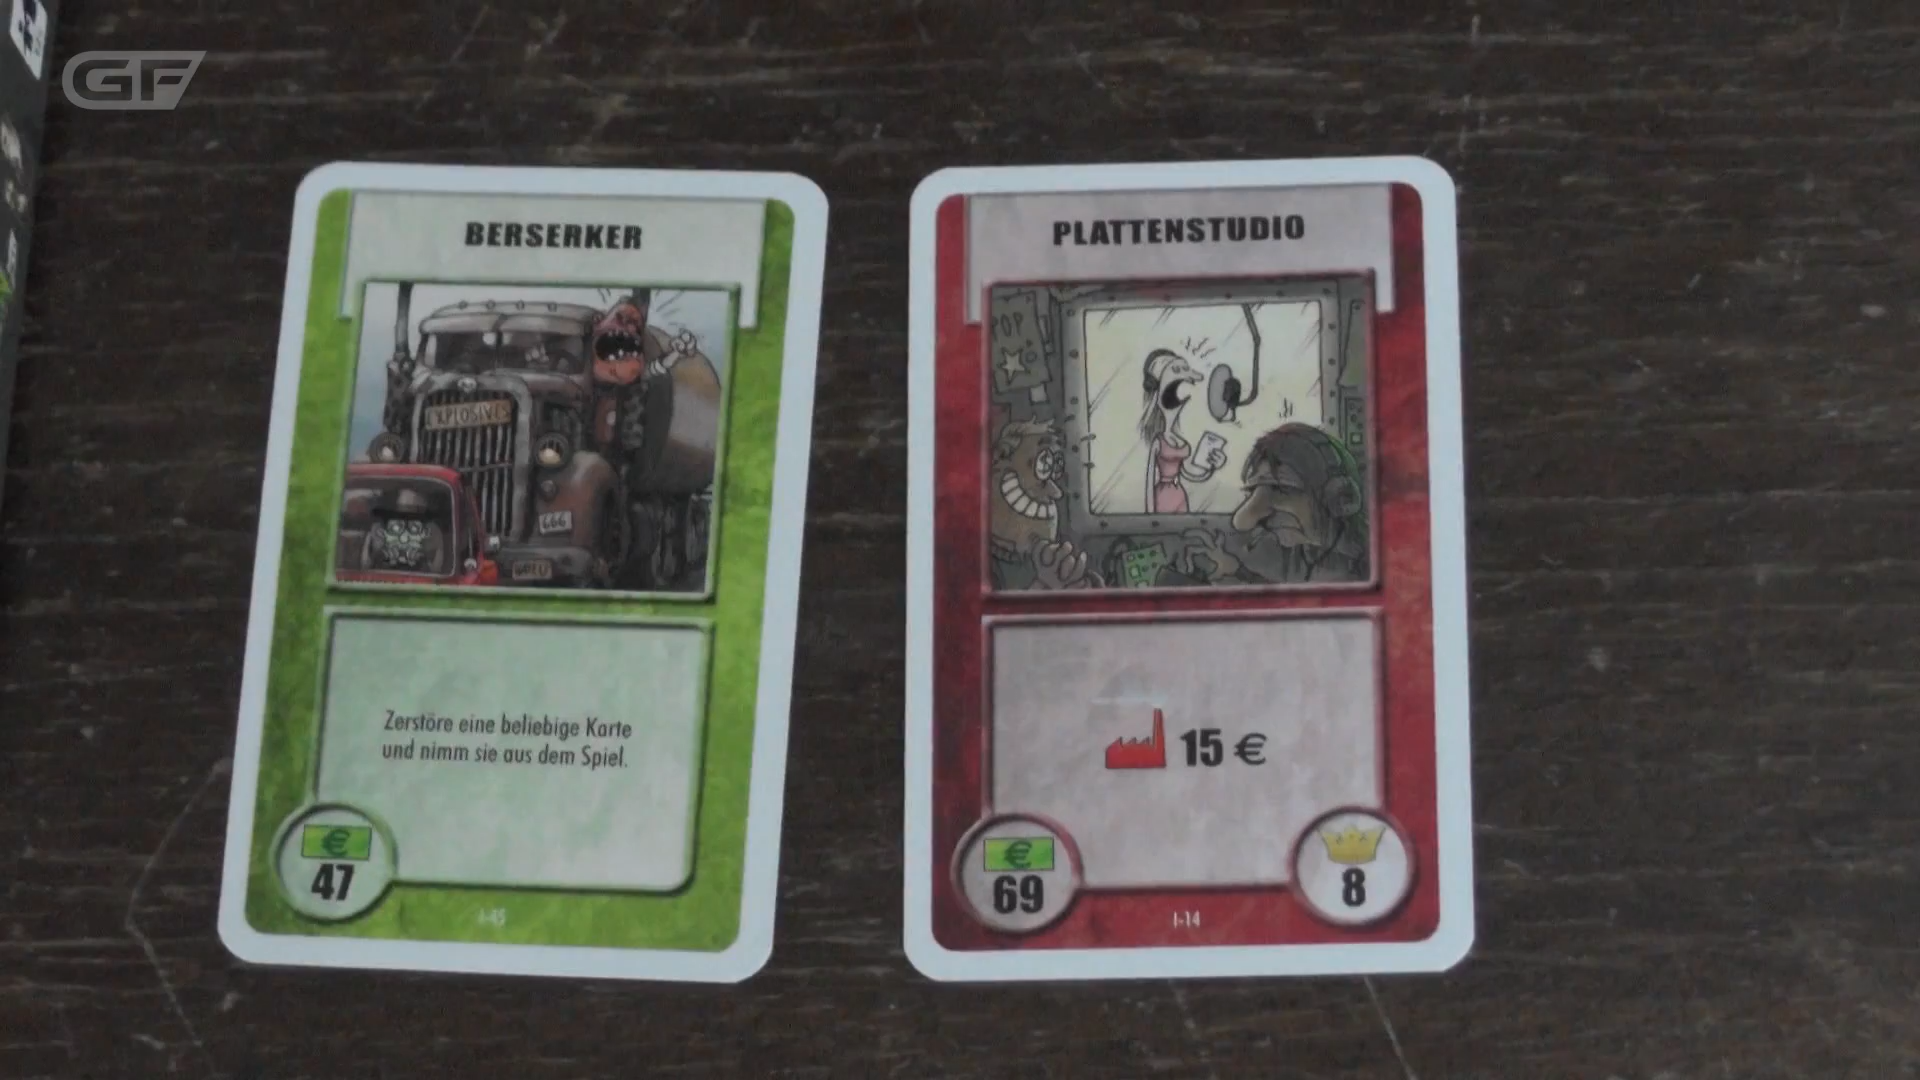 GF
BERSERKER
EXPLOSIVES
666
Zerstöre eine beliebige Karte
und nimm sie aus dem Spiel.
€
47
I-45
PLATTENSTUDIO
POP
15 €
€
69
8
I-14